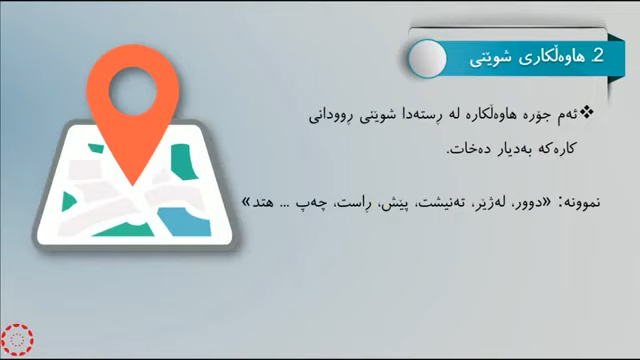 2. هاوەڵکاری شوێنی
❖ ئەم جۆرە هاوەڵکارە لە ڕستەدا شوێنی ڕوودانی
کارەکە بەدیار دەخات.
نموونە: «دوور، لەژێر، تەنیشت، پێش، ڕاست، چەپ ... هتد»